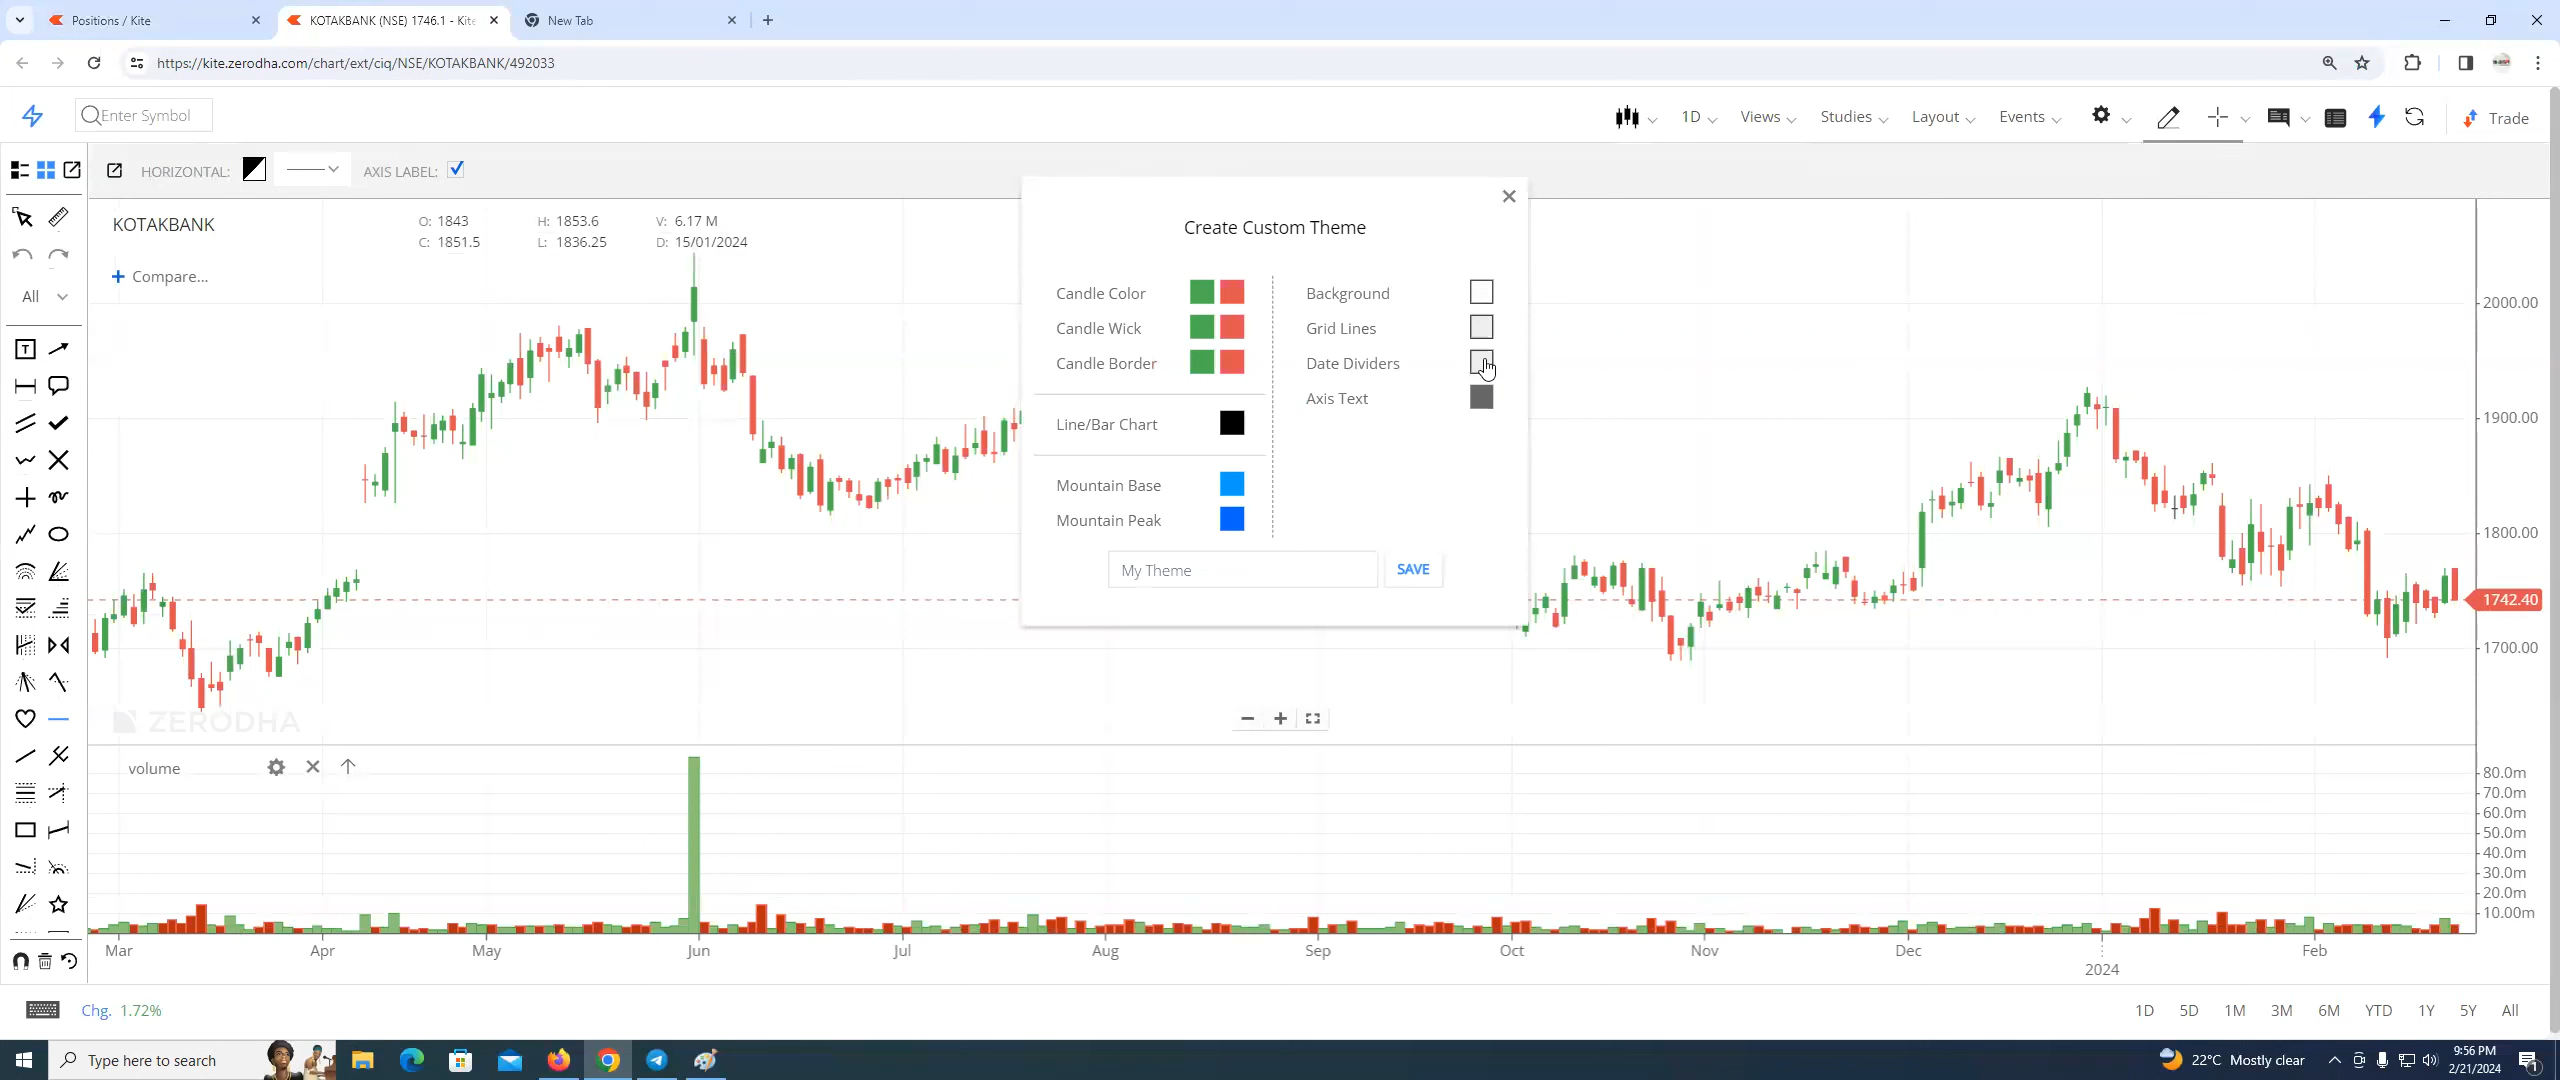 Positions / Kite
KOTAKBANK (NSE) 1746.1 - Kite
New Tab
https://kite.zerodha.com/chart/ext/ciq/NSE/KOTAKBANK/492033
Enter Symbol
1D
Views
Studies
Layout
Events
Trade
HORIZONTAL:
AXIS LABEL:
KOTAKBANK
O: 1843
H: 1853.6
V: 6.17 M
C: 1851.5
L: 1836.25
D: 15/01/2024
+ Compare...
All
T
Create Custom Theme
Candle Color
Candle Wick
Candle Border
Line/Bar Chart
Mountain Base
Mountain Peak
Background
Grid Lines
Date Dividers
Axis Text
My Theme
SAVE
2000.00
1900.00
1800.00
1742.40
1700.00
ZERODHA
volume
80.0m
70.0m
60.0m
50.0m
40.0m
30.0m
20.0m
10.00m
Mar
Apr
May
Jun
Jul
Aug
Sep
Oct
Nov
Dec
2024
Feb
Chg. 1.72%
1D
5D
1M
3M
6M
YTD
1Y
5Y
All
Type here to search
22°C Mostly clear
9:56 PM
2/21/2024
1